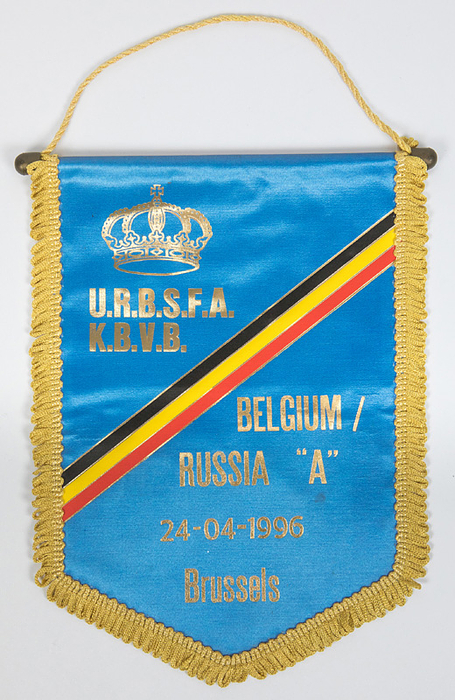 U.R.B.S.F.A.
K.B.V.B.
BELGIUM /
RUSSIA "A"
24-04-1996
Brussels